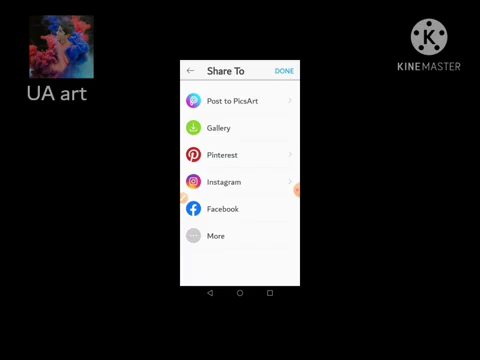 UA art
KINEMASTER
Share To
DONE
Post to PicsArt
Gallery
Pinterest
Instagram
Facebook
More